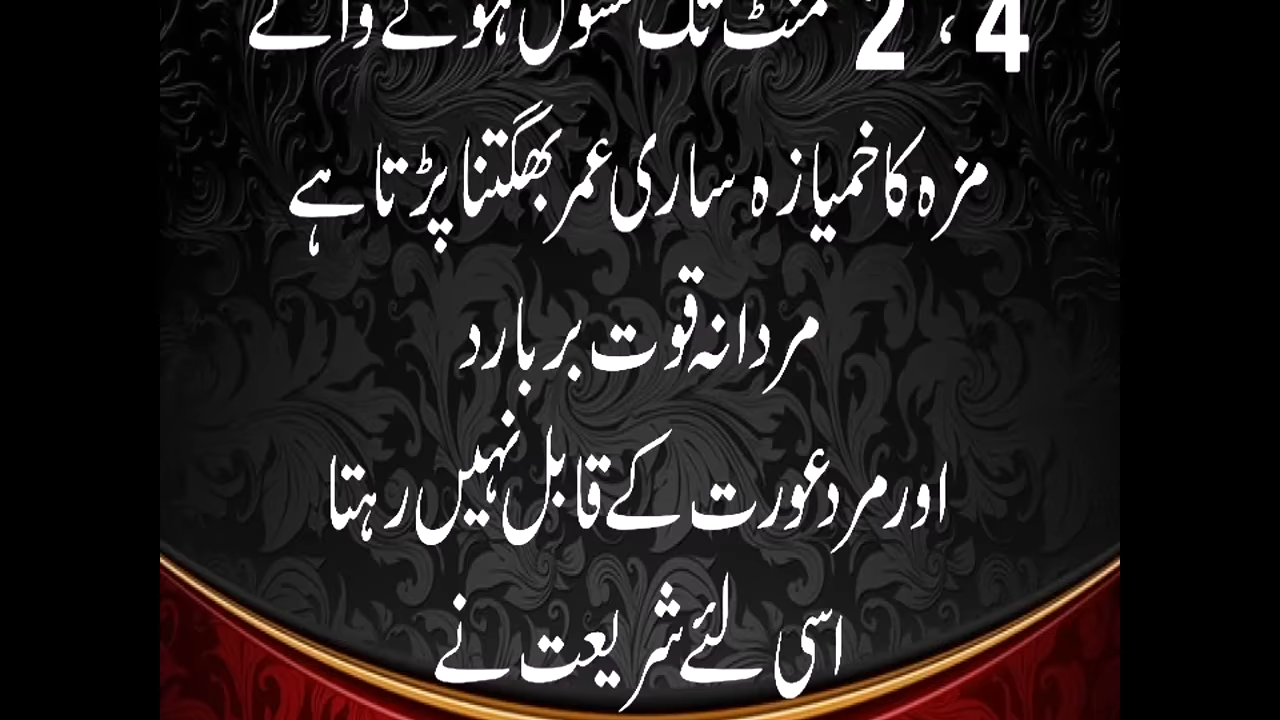 4 ، 2 منٹ تک محسوس ہونے والے
مزہ کا خمیازہ ساری عمر بھگتنا پڑتا ہے
مردانہ قوت بربارد
اور مرد عورت کے قابل نہیں رہتا
اسی لئے شریعت نے